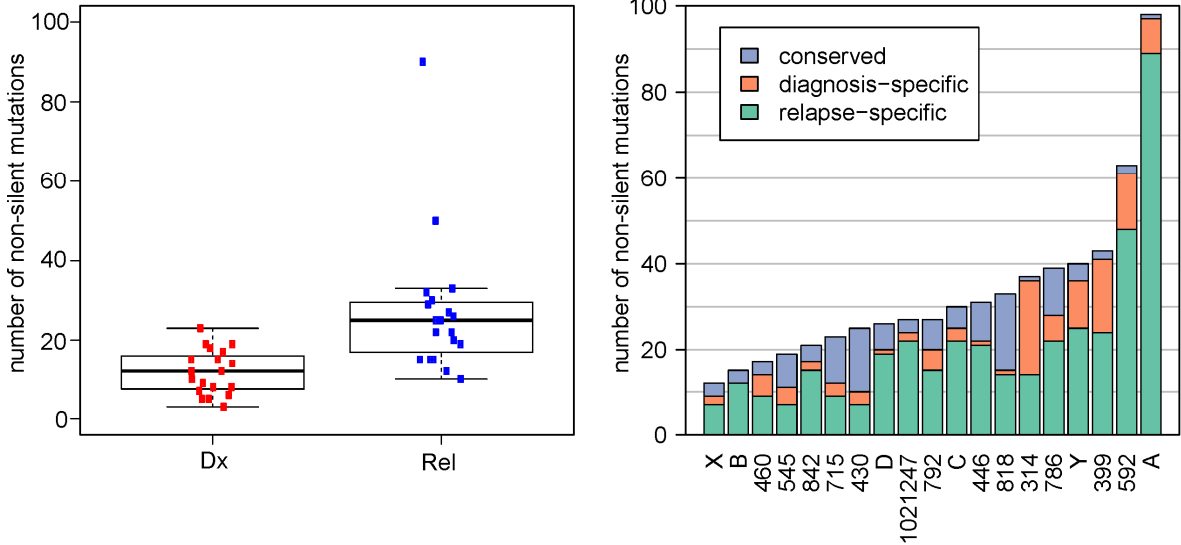 number of non-silent mutations
100
80
60
40
20
0
Dx
Rel
number of non-silent mutations
100
80
60
40
20
0
conserved
diagnosis−specific
relapse−specific
X
B
460
545
842
715
430
D
1021247
792
C
446
818
314
786
Y
399
592
A